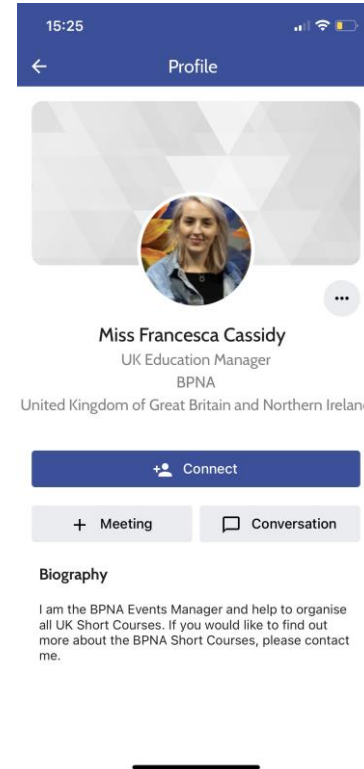 15:25
Profile
Miss Francesca Cassidy
UK Education Manager
BPNA
United Kingdom of Great Britain and Northern Irelan
Connect
Meeting
Conversation
Biography
I am the BPNA Events Manager and help to organise
all UK Short Courses. If you would like to find out
more about the BPNA Short Courses, please contact
me.